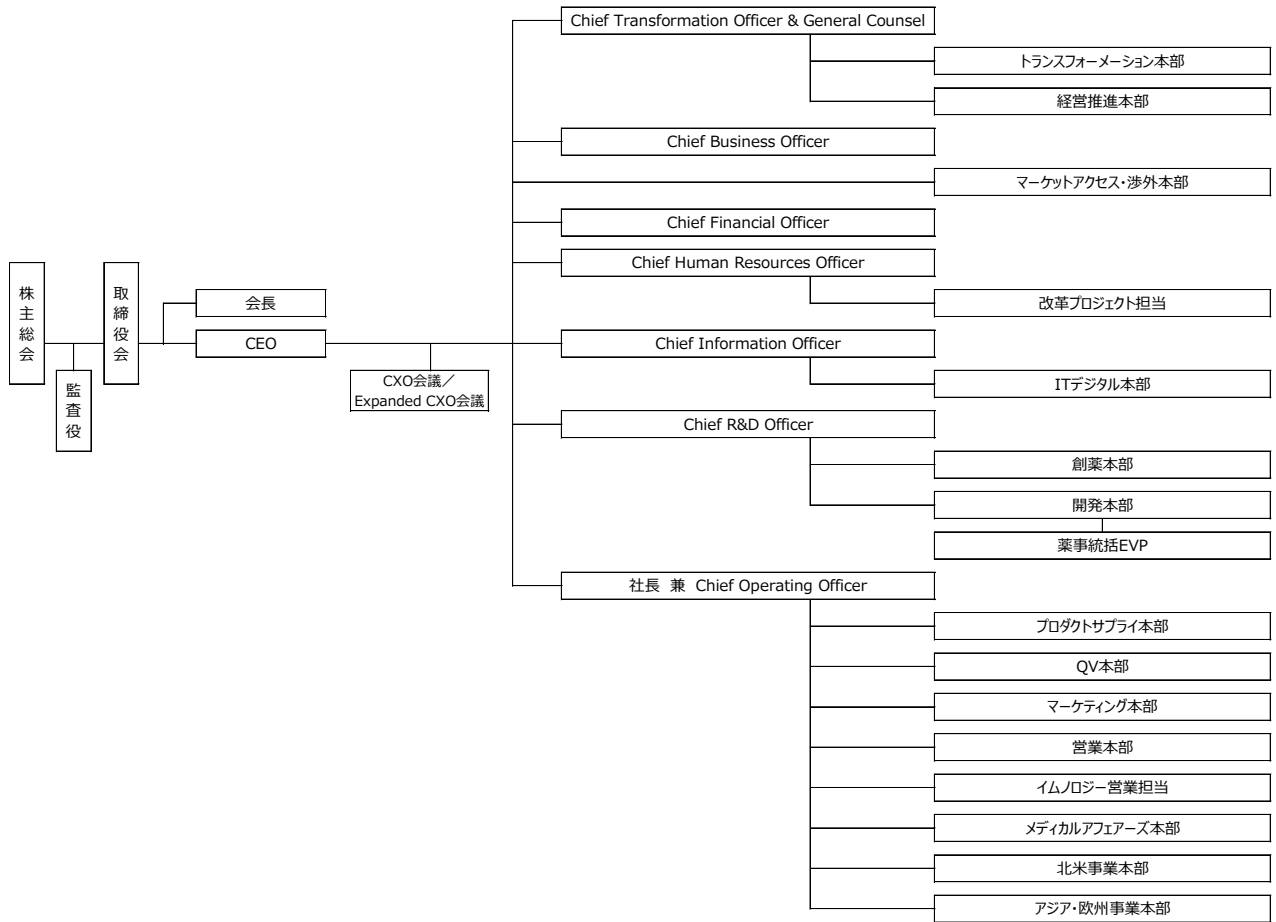 Chief Transformation Officer & General Counsel
トランスフォーメーション本部
経営推進本部
Chief Business Officer
マーケットアクセス・渉外本部
Chief Financial Officer
Chief Human Resources Officer
改革プロジェクト担当
株主総会
監査役
取締役会
会長
CEO
CXO会議／
Expanded CXO会議
Chief Information Officer
ITデジタル本部
Chief R&D Officer
創薬本部
開発本部
薬事統括EVP
社長 兼 Chief Operating Officer
プロダクトサプライ本部
QV本部
マーケティング本部
営業本部
イムノロジー営業担当
メディカルアフェアーズ本部
北米事業本部
アジア・欧州事業本部